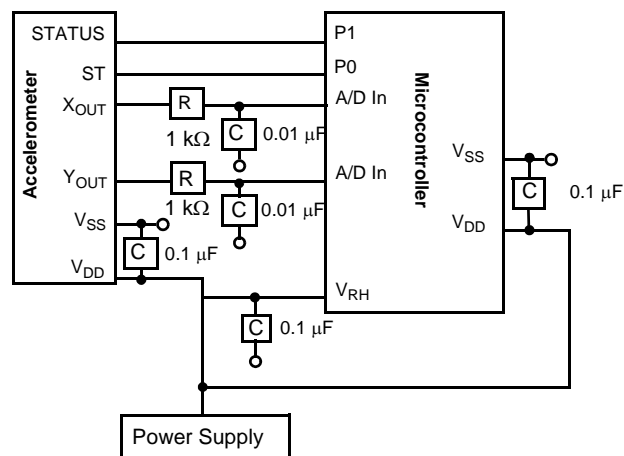 STATUS
ST
XOUT
YOUT
VSS
VDD
Accelerometer
R
1 kΩ
C
0.01 µF
R
1 kΩ
C
0.01 µF
C
0.1 µF
C
0.1 µF
P1
P0
A/D In
A/D In
VRH
Microcontroller
VSS
VDD
C
0.1 µF
Power Supply